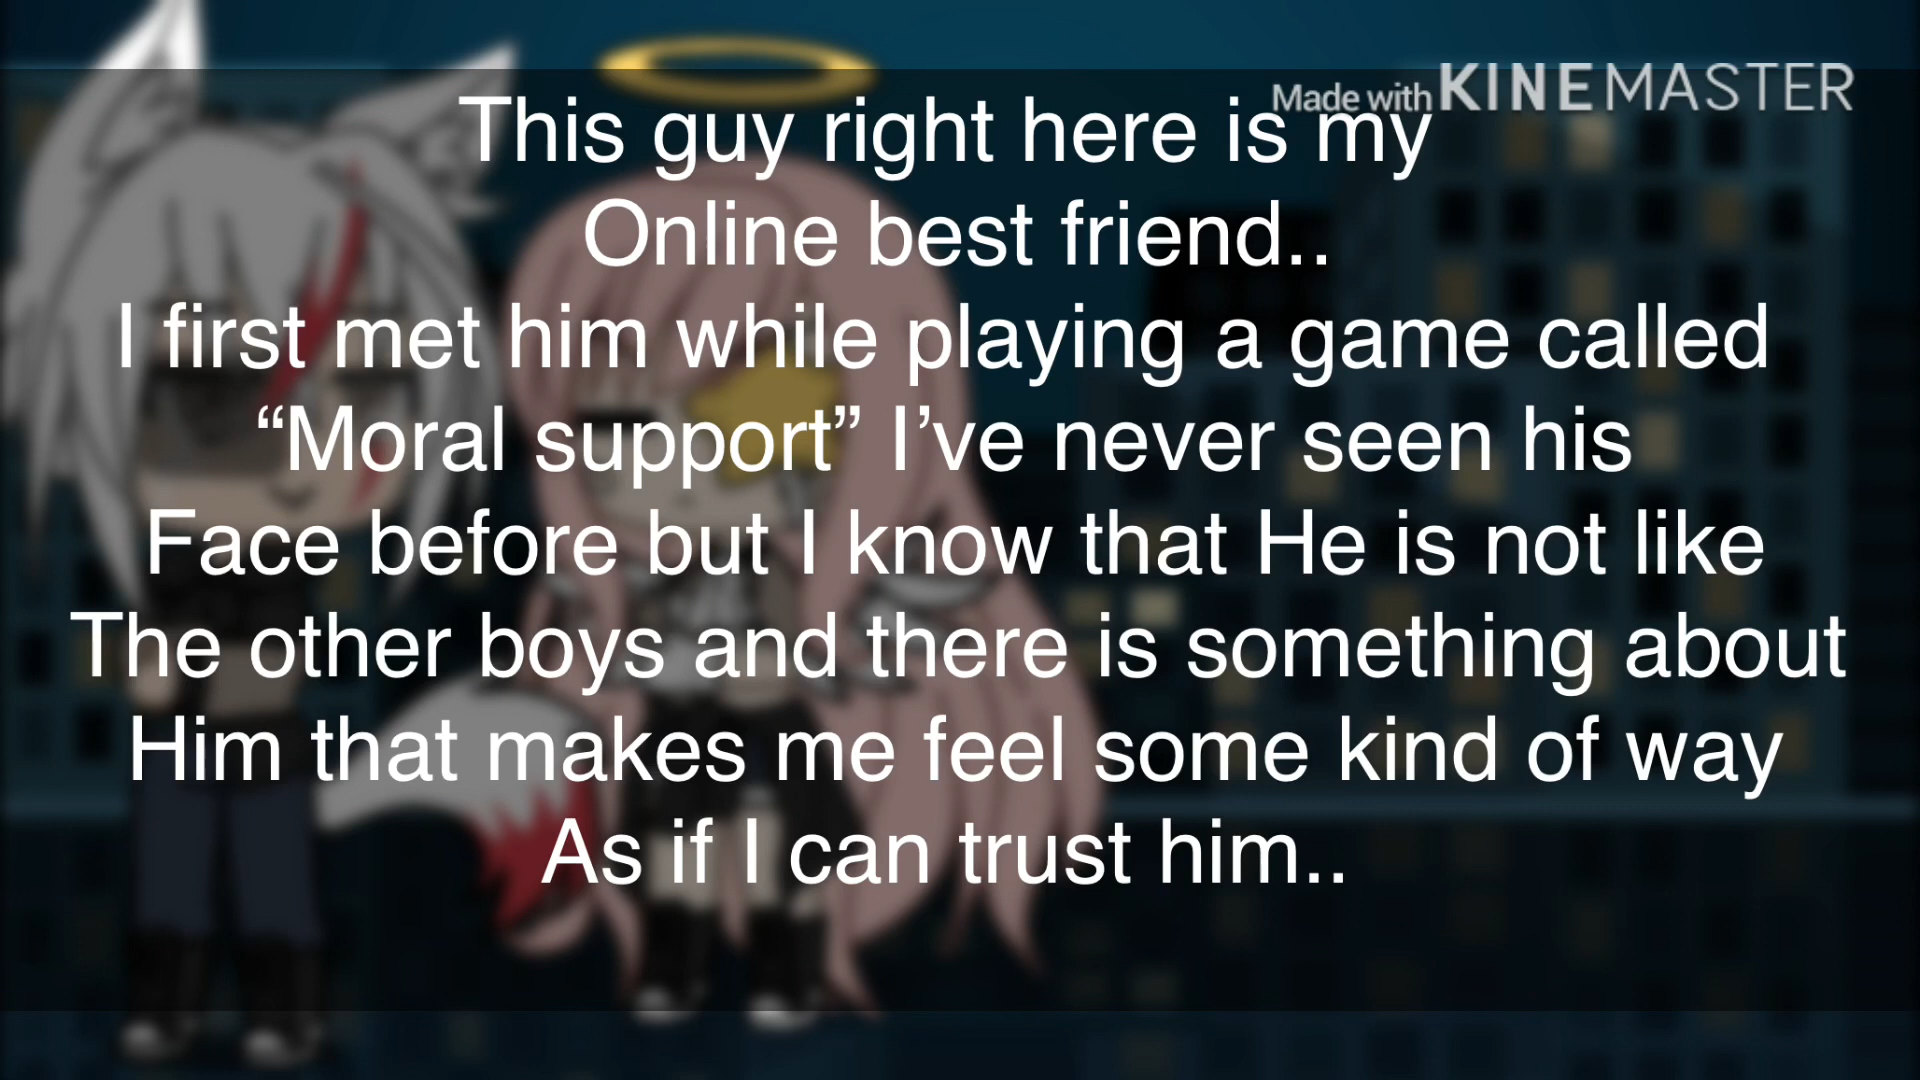 Made with KINEMASTER
This guy right here is my
Online best friend..
I first met him while playing a game called
“Moral support” I’ve never seen his
Face before but I know that He is not like
The other boys and there is something about
Him that makes me feel some kind of way
As if I can trust him..